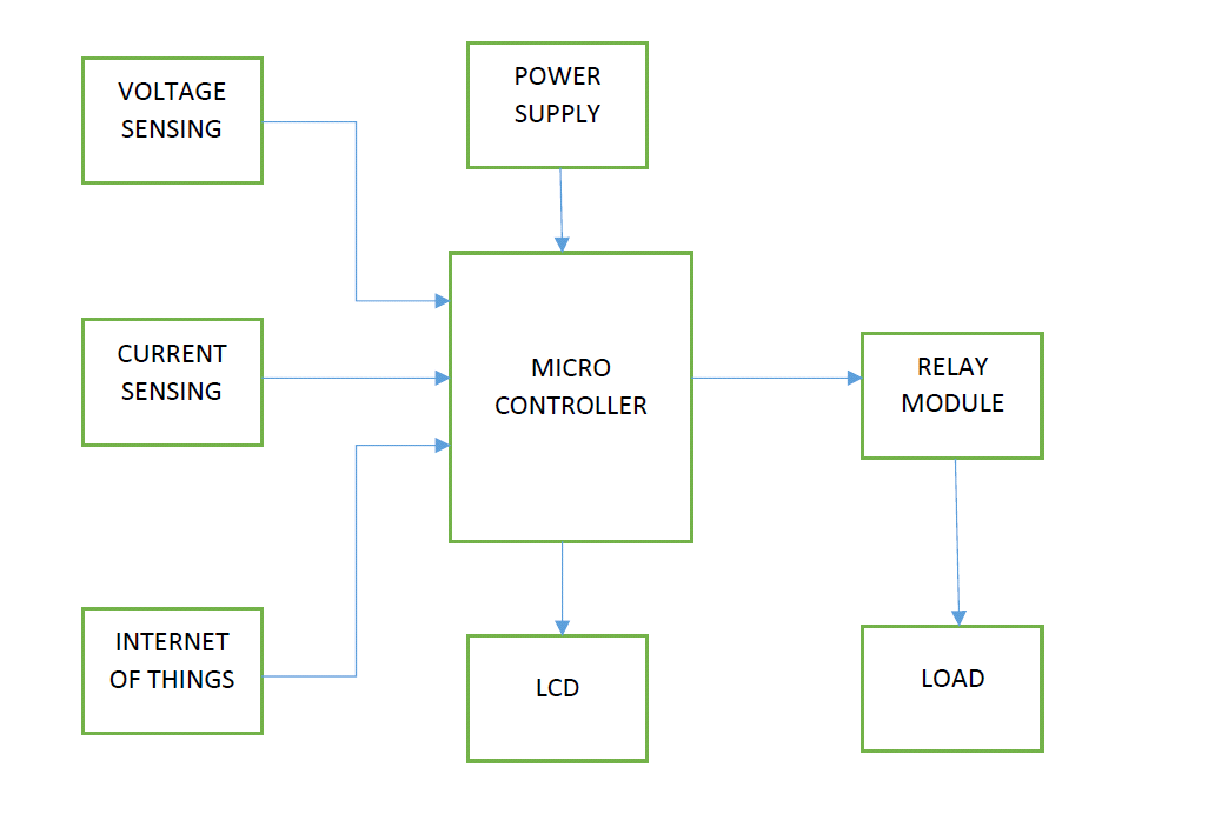 VOLTAGE
SENSING
POWER
SUPPLY
CURRENT
SENSING
MICRO
CONTROLLER
RELAY
MODULE
INTERNET
OF THINGS
LCD
LOAD